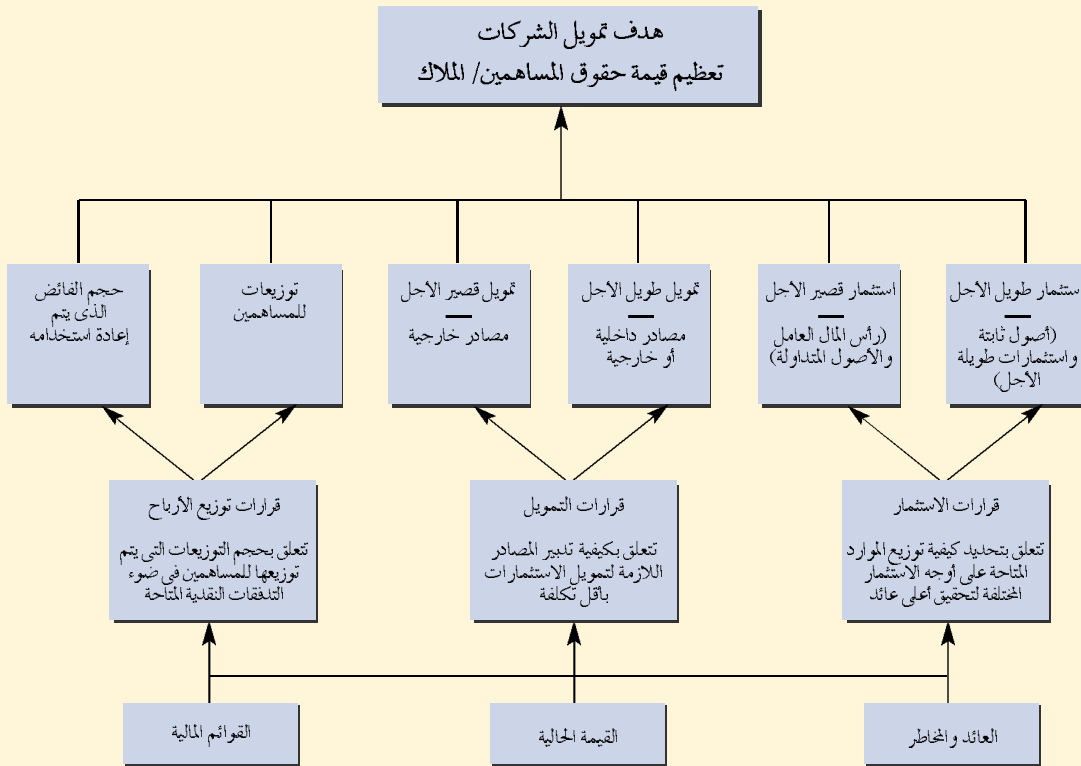 هدف تمويل الشركات
تعظيم قيمة حقوق المساهمين/ الملاك
ستثمار طويل الأجل
(أصول ثابتة
واستثمارات طويلة
الأجل)
استثمار قصير الأجل
(رأس المال العامل
والأصول المتداولة)
تمويل طويل الأجل
مصادر داخلية
أو خارجية
تمويل قصير الأجل
مصادر خارجية
توزيعات
للمساهمين
حجم الفائض
الذى يتم
إعادة استخدامه
قرارات الاستثمار
تتعلق بتحديد كيفية توزيع الموارد
المتاحة على أوجه الاستثمار
المختلفة لتحقيق أعلى عائد
قرارات التمويل
تتعلق بكيفية تدبير المصادر
اللازمة لتمويل الاستثمارات
بأقل تكلفة
قرارات توزيع الأرباح
تتعلق بحجم التوزيعات التى يتم
توزيعها للمساهمين فى ضوء
التدفقات النقدية المتاحة
العائد والمخاطر
القيمة الحالية
القوائم المالية